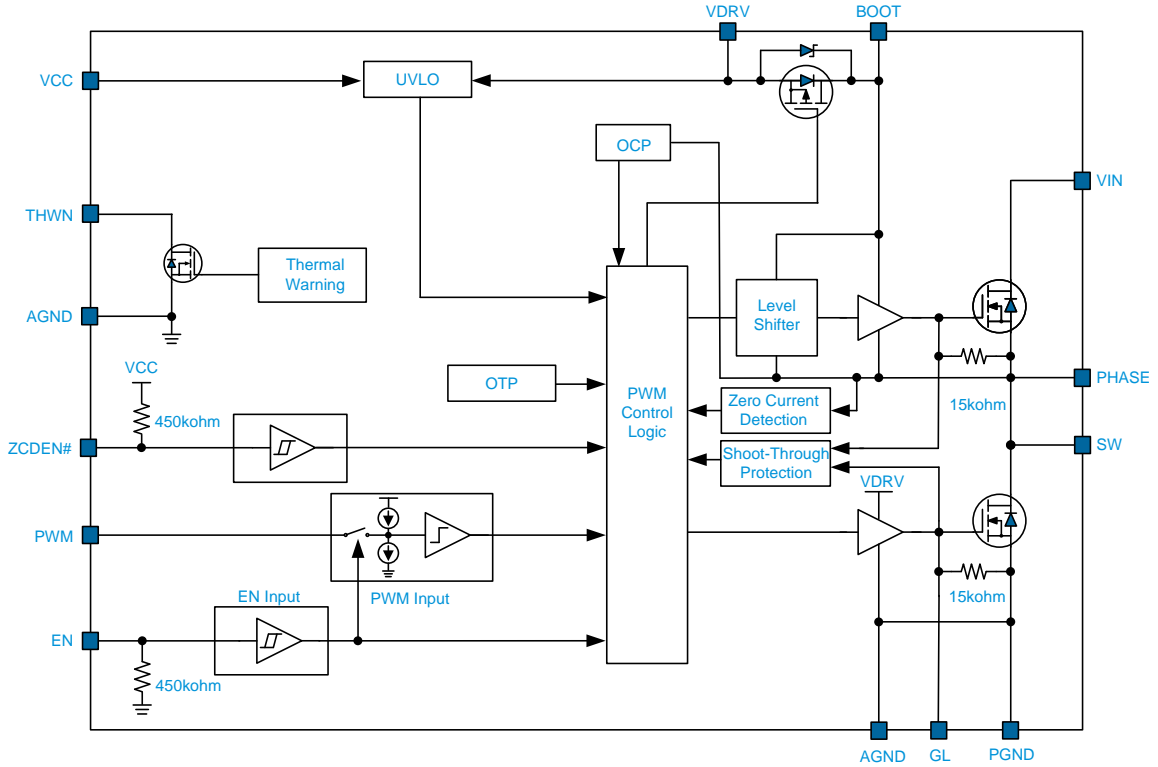 VDRV
BOOT
VCC
UVLO
OCP
VIN
THWN
Thermal
Warning
AGND
Level
Shifter
VCC
450kohm
OTP
PWM
Control
Logic
PHASE
Zero Current
Detection
15kohm
ZCDEN#
Shoot-Through
Protection
SW
VDRV
PWM
EN Input
PWM Input
15kohm
EN
450kohm
AGND
GL
PGND